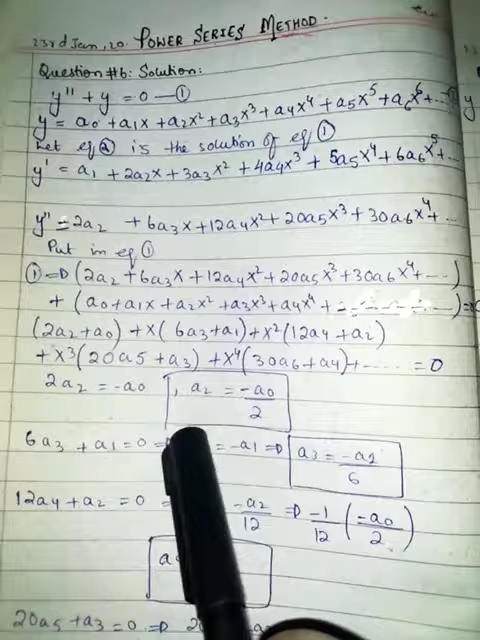 23rd Jan, 20. POWER SERIES METHOD.
Question #6: Solution:
y'' + y = 0 — ①
y = a0 + a1x + a2x² + a3x³ + a4x⁴ + a5x⁵ + a6x⁶ + ...
Let eq ② is the solution of eq ①
y' = a1 + 2a2x + 3a3x² + 4a4x³ + 5a5x⁴ + 6a6x⁵ + ...
y'' = 2a2 + 6a3x + 12a4x² + 20a5x³ + 30a6x⁴ + ...
Put in eq ①
① => (2a2 + 6a3x + 12a4x² + 20a5x³ + 30a6x⁴ + ...)
+ (a0 + a1x + a2x² + a3x³ + a4x⁴ + ...) = 0
(2a2 + a0) + x(6a3 + a1) + x²(12a4 + a2)
+ x³(20a5 + a3) + x⁴(30a6 + a4) + ..... = 0
2a2 = -a0 , a2 = -a0/2
6a3 + a1 = 0 => = -a1 => a3 = -a2/6
12a4 + a2 = 0 = -a2/12 => -1/12 (-a0/2)
a
20a5 + a3 = 0 => 2